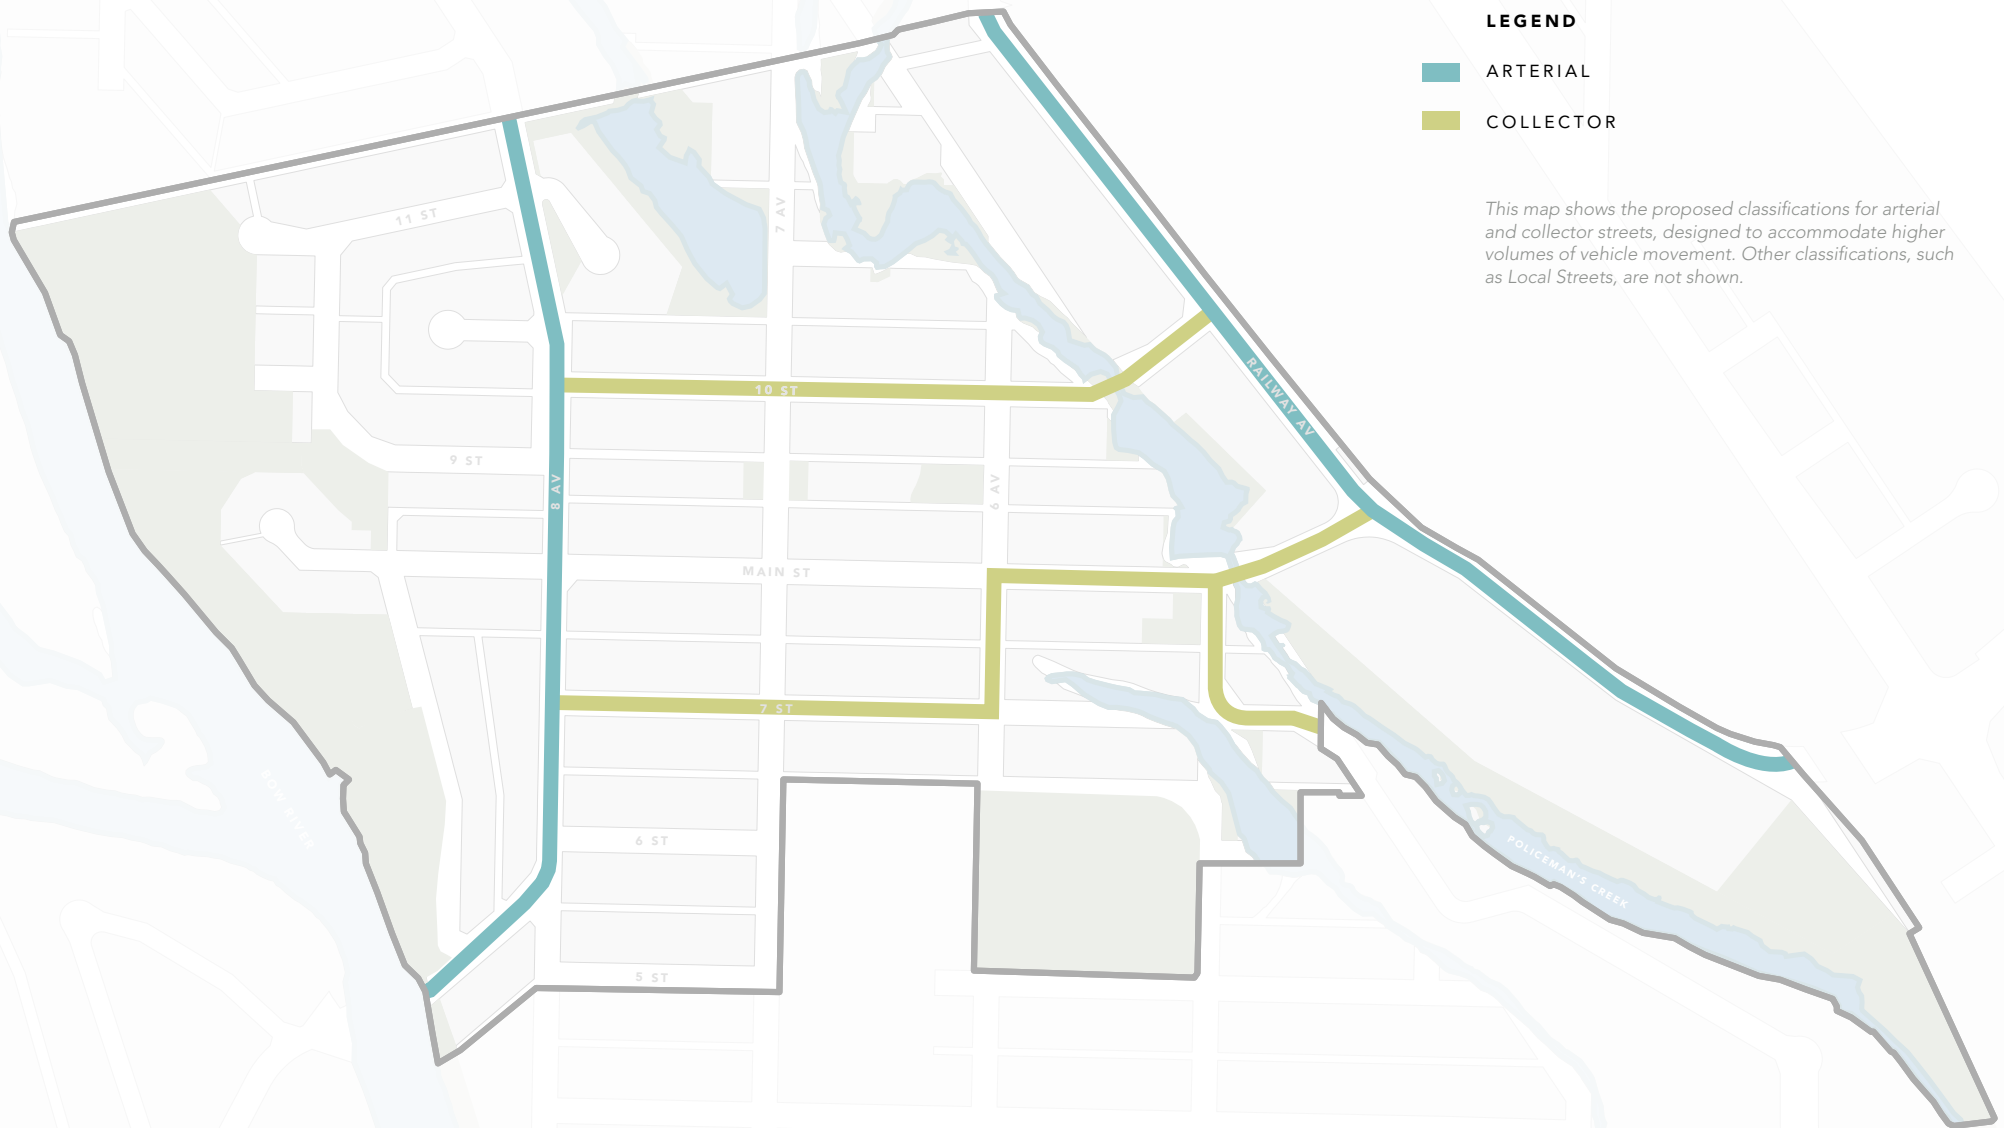 LEGEND
ARTERIAL
COLLECTOR
This map shows the proposed classifications for arterial
and collector streets, designed to accommodate higher
volumes of vehicle movement. Other classifications, such
as Local Streets, are not shown.
11 ST
7 AV
RAILWAY AV
10 ST
9 ST
8 AV
6 AV
MAIN ST
7 ST
BOW RIVER
6 ST
POLICEMAN'S CREEK
5 ST